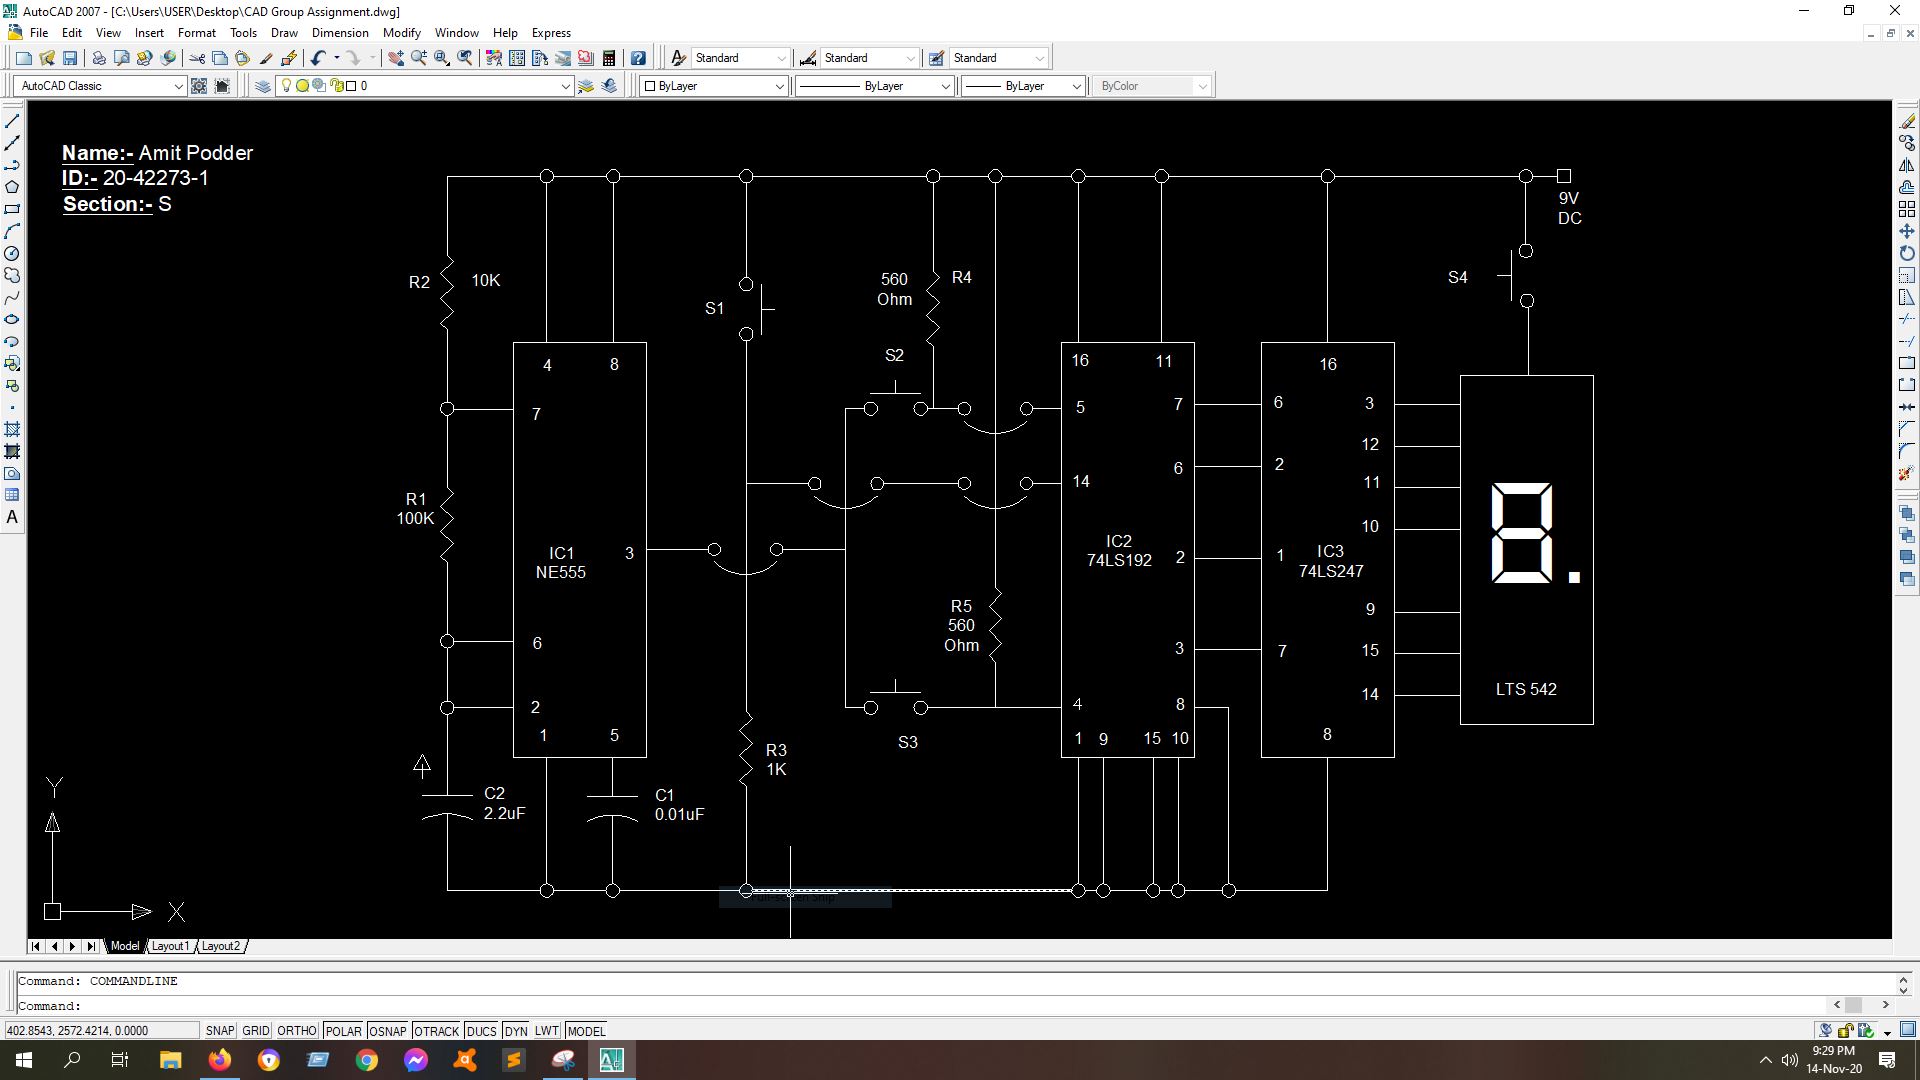 AutoCAD 2007 - [C:\Users\USER\Desktop\CAD Group Assignment.dwg]
File Edit View Insert Format Tools Draw Dimension Modify Window Help Express
Standard Standard Standard
AutoCAD Classic 0 ByLayer ByLayer ByLayer ByColor
Name:- Amit Podder
ID:- 20-42273-1
Section:- S
9V
DC
R2 10K
S1
560
Ohm
R4
S2
S4
4 8
7
R1
100K
IC1
NE555
3
6
2
1 5
16 11
5 7
14 6
IC2
74LS192
2
3
4 8
1 9 15 10
16
6 3
12
2
11
10
1
IC3
74LS247
9
7 15
14
8
LTS 542
R5
560
Ohm
S3
R3
1K
C2
2.2uF
C1
0.01uF
Y
X
Full-screen Snip
Model Layout1 Layout2
Command: COMMANDLINE
Command:
402.8543, 2572.4214, 0.0000 SNAP GRID ORTHO POLAR OSNAP OTRACK DUCS DYN LWT MODEL
9:29 PM
14-Nov-20